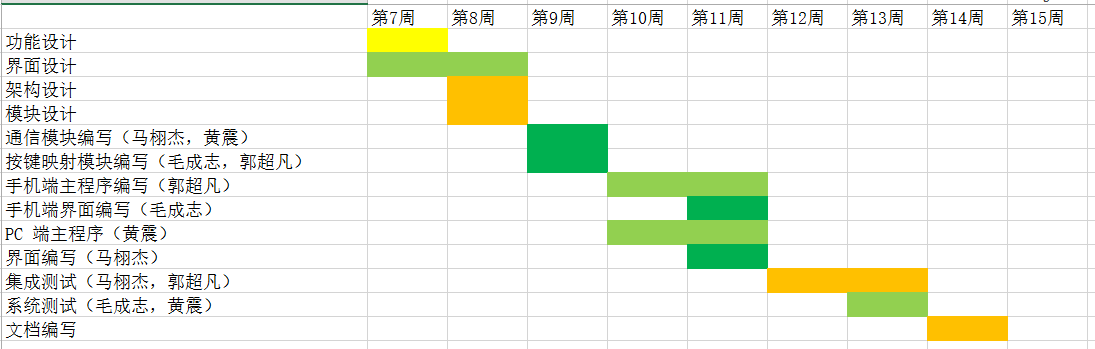 第7周 第8周 第9周 第10周 第11周 第12周 第13周 第14周 第15周
功能设计
界面设计
架构设计
模块设计
通信模块编写（马栩杰，黄震）
按键映射模块编写（毛成志，郭超凡）
手机端主程序编写（郭超凡）
手机端界面编写（毛成志）
PC 端主程序（黄震）
界面编写（马栩杰）
集成测试（马栩杰，郭超凡）
系统测试（毛成志，黄震）
文档编写